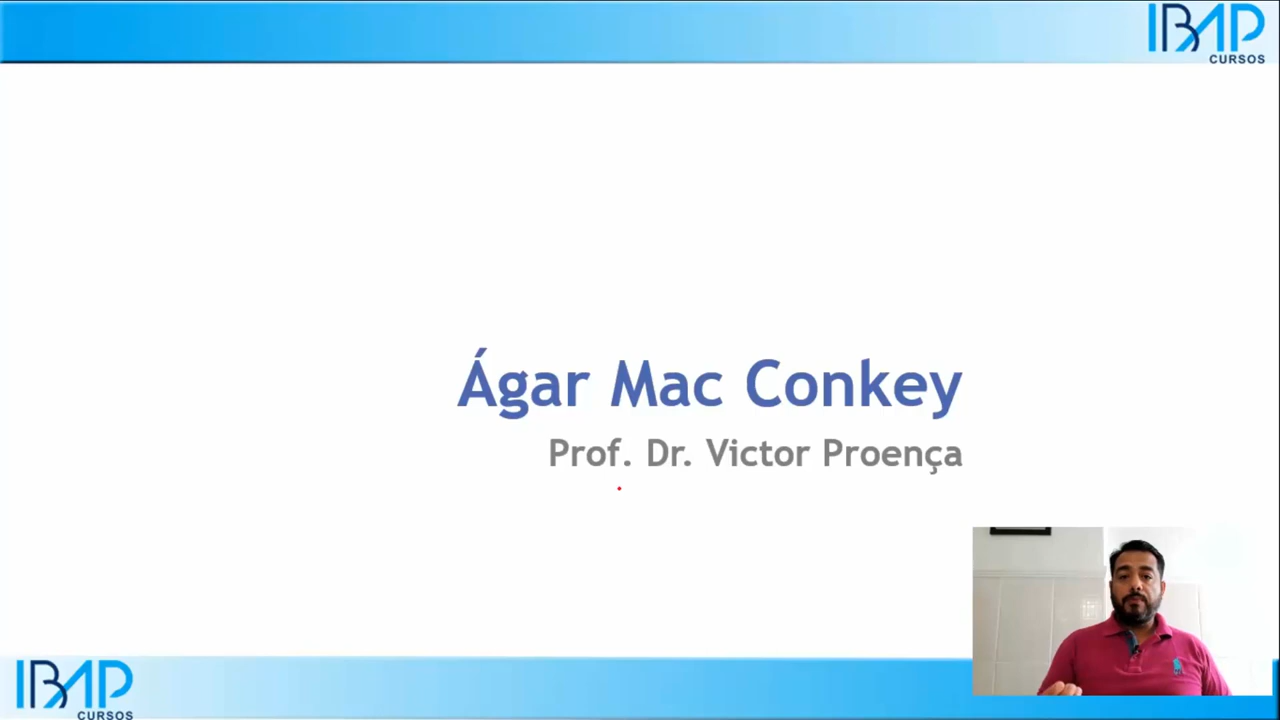 IBAP
CURSOS
Ágar Mac Conkey
Prof. Dr. Victor Proença
IBAP
CURSOS